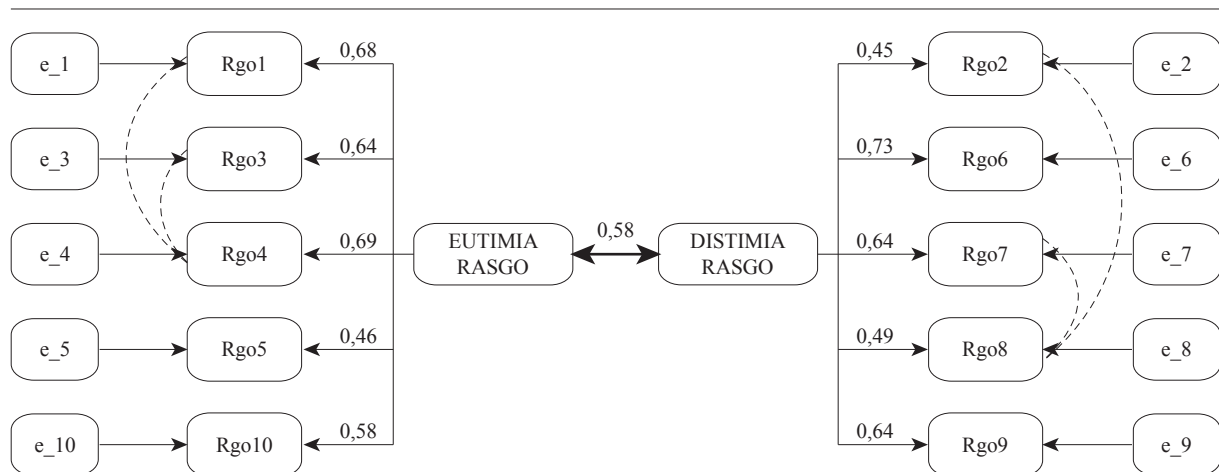 e_1
Rgo1
0,68
0,45
Rgo2
e_2
e_3
Rgo3
0,64
0,73
Rgo6
e_6
e_4
Rgo4
0,69
EUTIMIA
RASGO
0,58
DISTIMIA
RASGO
0,64
Rgo7
e_7
e_5
Rgo5
0,46
0,49
Rgo8
e_8
e_10
Rgo10
0,58
0,64
Rgo9
e_9